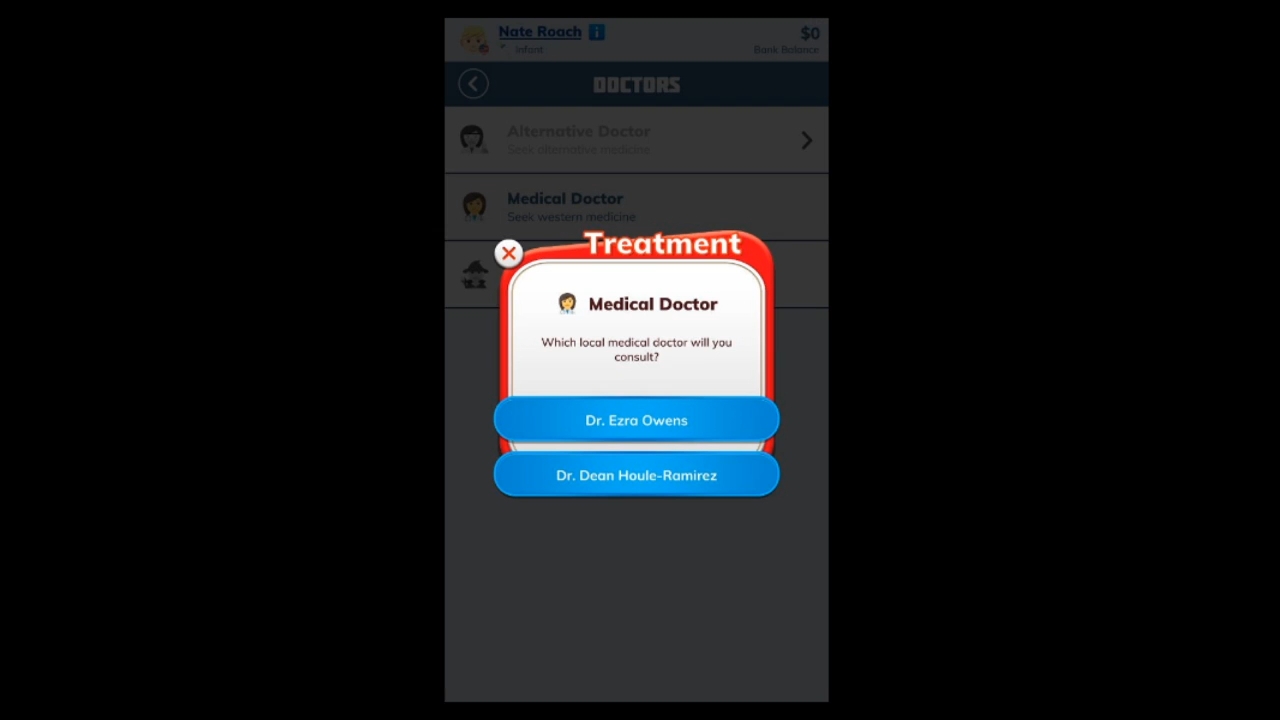 Nate Roach i
Infant
$0
Bank Balance
DOCTORS
Alternative Doctor
Seek alternative medicine
Medical Doctor
Seek western medicine
Treatment
Medical Doctor
Which local medical doctor will you
consult?
Dr. Ezra Owens
Dr. Dean Houle-Ramirez